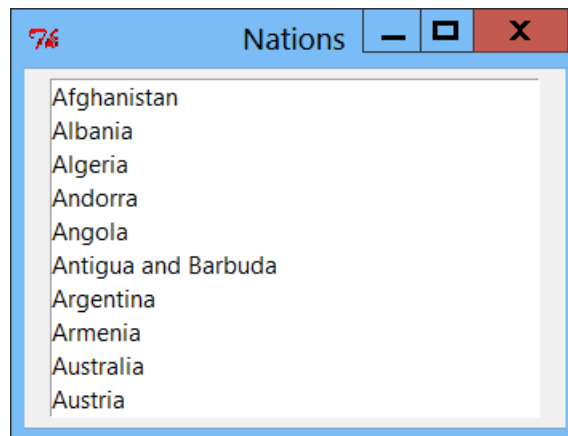 Nations
Afghanistan
Albania
Algeria
Andorra
Angola
Antigua and Barbuda
Argentina
Armenia
Australia
Austria